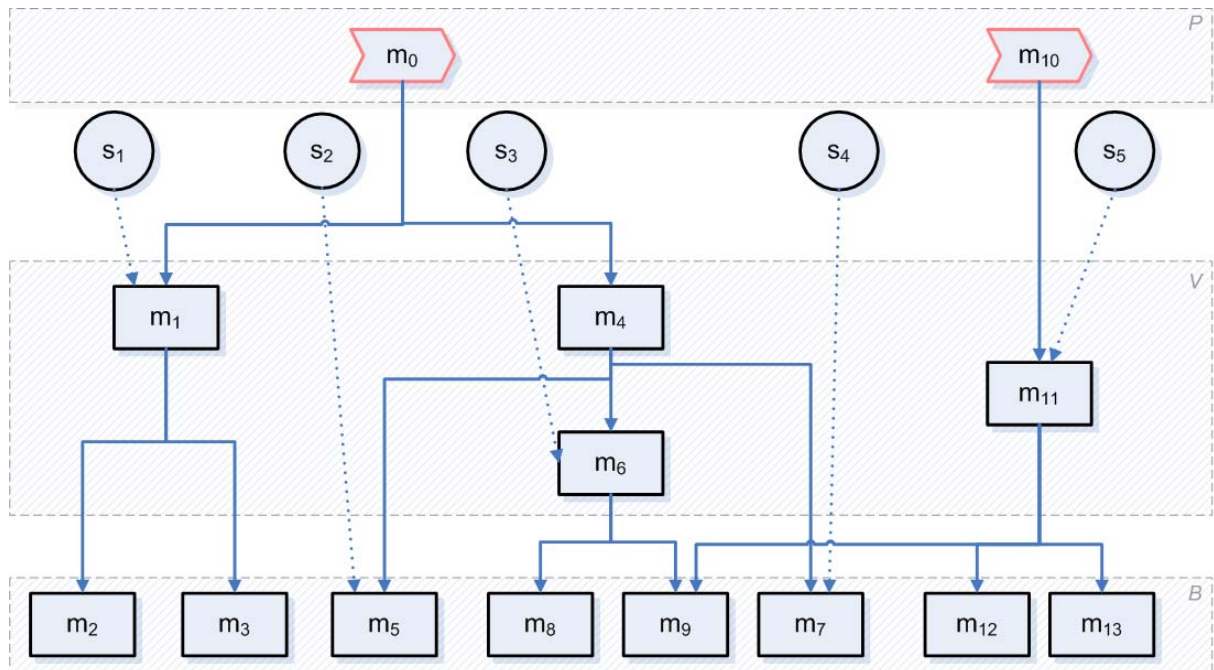 P
m₀ m₁₀
s₁ s₂ s₃ s₄ s₅
V
m₁ m₄
m₁₁
m₆
B
m₂ m₃ m₅ m₈ m₉ m₇ m₁₂ m₁₃